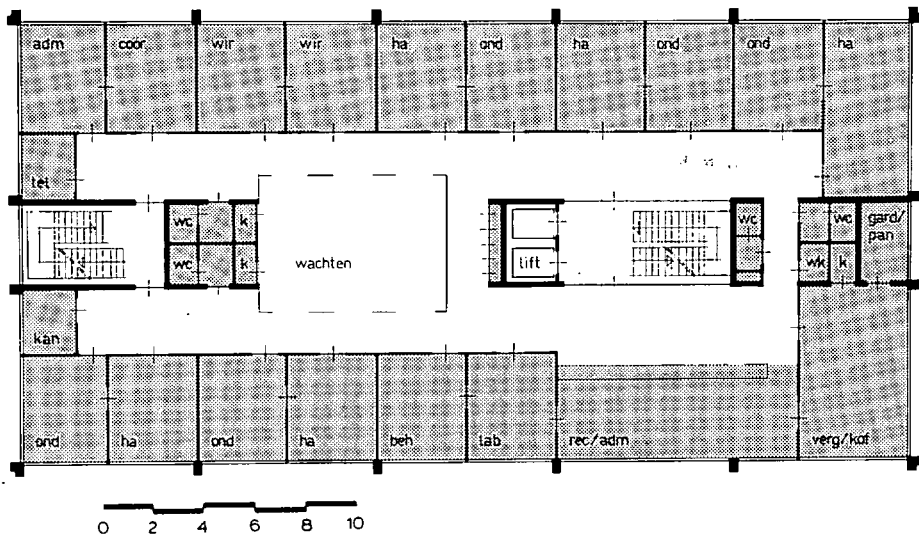 adm coör wir wir ha ond ha ond ond ha
tel
wc k wc wc gard/
pan
wc k wachten lift wk k
kan
ond ha ond ha beh lab rec/adm verg/kof
0 2 4 6 8 10